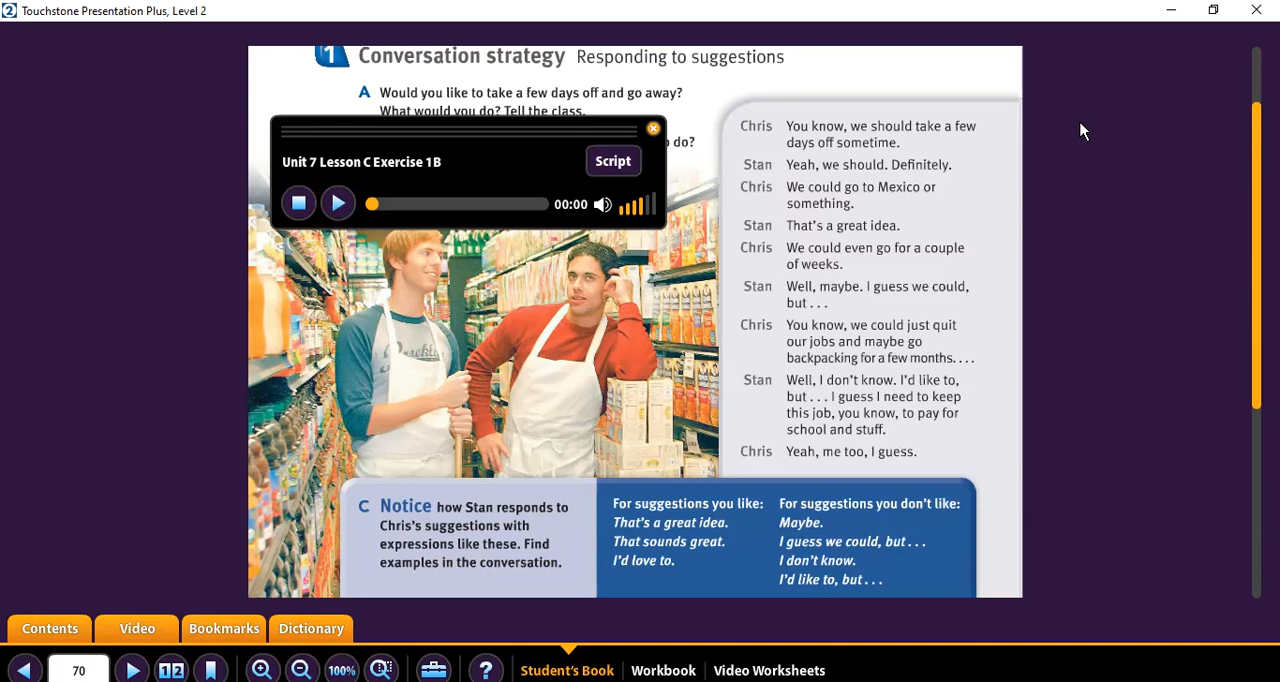 Touchstone Presentation Plus, Level 2
1 Conversation strategy Responding to suggestions
A Would you like to take a few days off and go away?
What would you do? Tell the class.
do?
Unit 7 Lesson C Exercise 1B
Script
00:00
Chris You know, we should take a few
days off sometime.
Stan Yeah, we should. Definitely.
Chris We could go to Mexico or
something.
Stan That's a great idea.
Chris We could even go for a couple
of weeks.
Stan Well, maybe. I guess we could,
but . . .
Chris You know, we could just quit
our jobs and maybe go
backpacking for a few months. . . .
Stan Well, I don't know. I'd like to,
but . . . I guess I need to keep
this job, you know, to pay for
school and stuff.
Chris Yeah, me too, I guess.
C Notice how Stan responds to
Chris's suggestions with
expressions like these. Find
examples in the conversation.
For suggestions you like:
That's a great idea.
That sounds great.
I'd love to.
For suggestions you don't like:
Maybe.
I guess we could, but . . .
I don't know.
I'd like to, but . . .
Contents Video Bookmarks Dictionary
70 1 2 100% ? Student's Book Workbook Video Worksheets